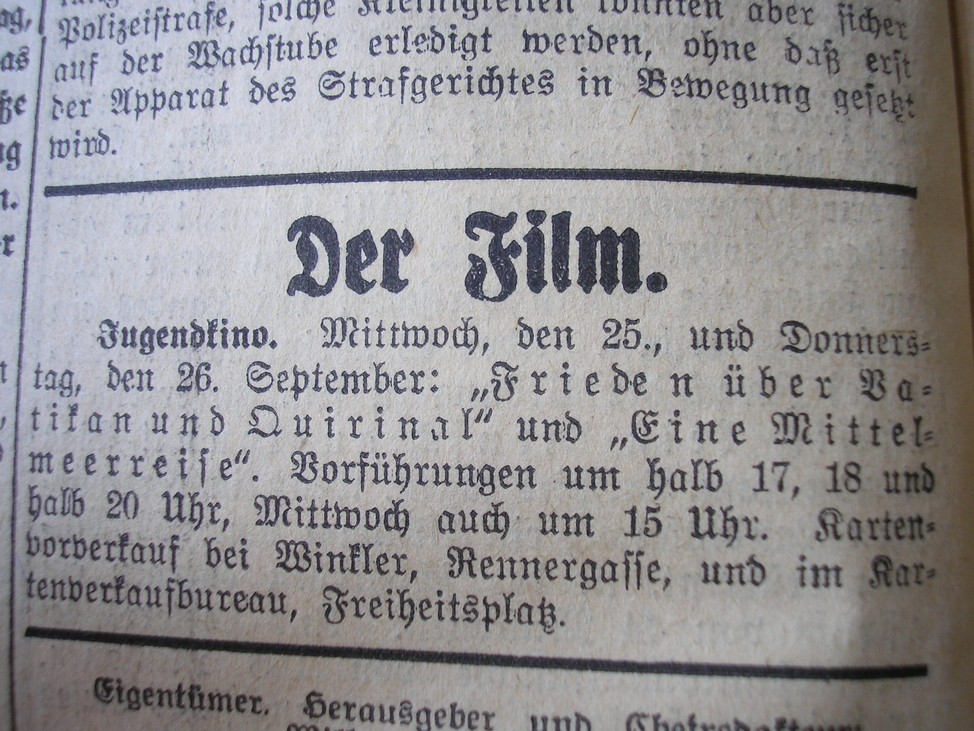 Polizeistrafe, solche Kleinigkeiten könnten aber sicher
auf der Wachstube erledigt werden, ohne daß erst
der Apparat des Strafgerichtes in Bewegung gesetzt
wird.
Der Film.
Jugendkino. Mittwoch, den 25., und Donners-
tag, den 26. September: „Frieden über Va-
tikan und Quirinal“ und „Eine Mittel-
meerreise“. Vorführungen um halb 17, 18 und
halb 20 Uhr, Mittwoch auch um 15 Uhr. Karten-
vorverkauf bei Winkler, Rennergasse, und im Kar-
tenverkaufbureau, Freiheitsplatz.
Eigentümer. Herausgeber und Chefredakteur: